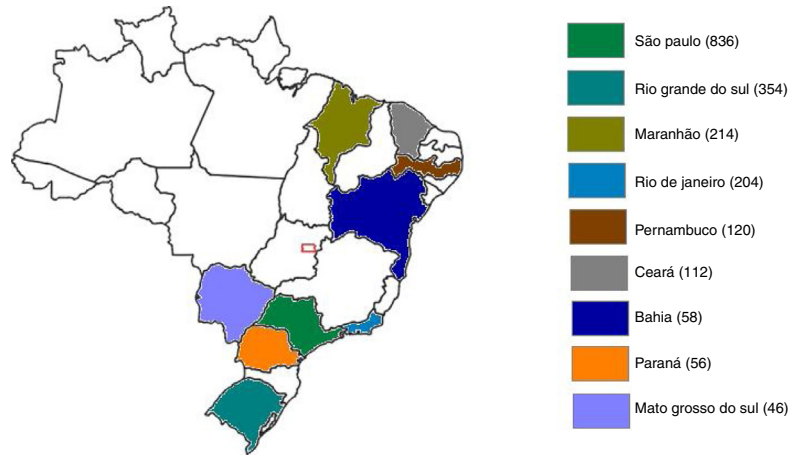 São paulo (836)
Rio grande do sul (354)
Maranhão (214)
Rio de janeiro (204)
Pernambuco (120)
Ceará (112)
Bahia (58)
Paraná (56)
Mato grosso do sul (46)